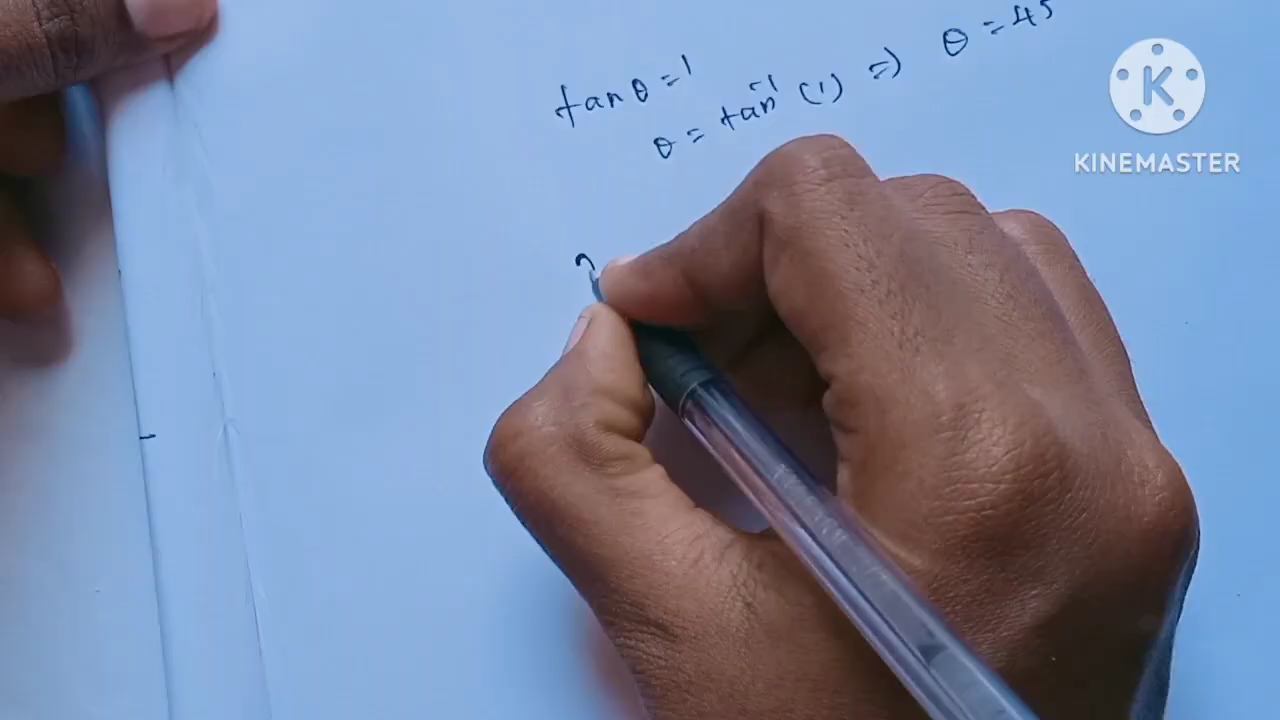 tanθ = 1
θ = tan⁻¹ (1) => θ = 45
KINEMASTER